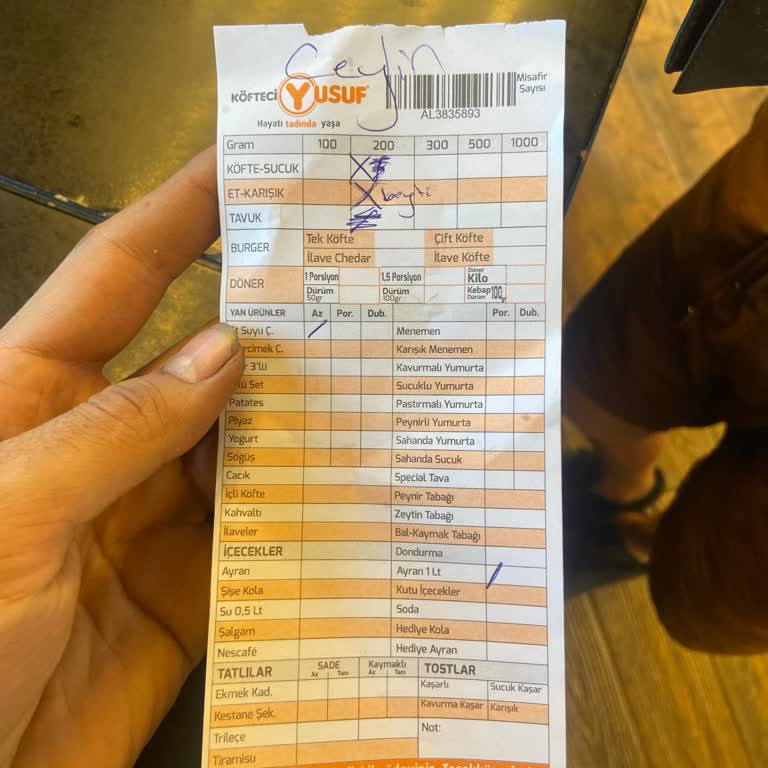 Ceylin
KÖFTECİ YUSUF
Hayatı tadında yaşa
Misafir
Sayısı
AL3835893
Gram 100 200 300 500 1000
KÖFTE-SUCUK X
ET-KARIŞIK X beyti
TAVUK
BURGER Tek Köfte Çift Köfte
İlave Chedar İlave Köfte
DÖNER 1 Porsiyon 1,5 Porsiyon Döner Kilo
Dürüm 50gr Dürüm 100gr Kebap Dürüm 100gr
YAN ÜRÜNLER Az Por. Dub. Por. Dub.
t Suyu Ç. / Menemen
rcimek Ç. Karışık Menemen
3'lü Kavurmalı Yumurta
Set Sucuklu Yumurta
Patates Pastırmalı Yumurta
Piyaz Peynirli Yumurta
Yoğurt Sahanda Yumurta
Söğüş Sahanda Sucuk
Cacık Special Tava
İçli Köfte Peynir Tabağı
Kahvaltı Zeytin Tabağı
İlaveler Bal-Kaymak Tabağı
İÇECEKLER Dondurma
Ayran Ayran 1 Lt /
Şişe Kola Kutu İçecekler
Su 0,5 Lt Soda
Şalgam Hediye Kola
Nescafé Hediye Ayran
TATLILAR SADE Az Tam Kaymaklı Az Tam TOSTLAR
Ekmek Kad. Kaşarlı Sucuk Kaşar
Kestane Şek. Kavurma Kaşar Karışık
Trileçe Not:
Tiramisu